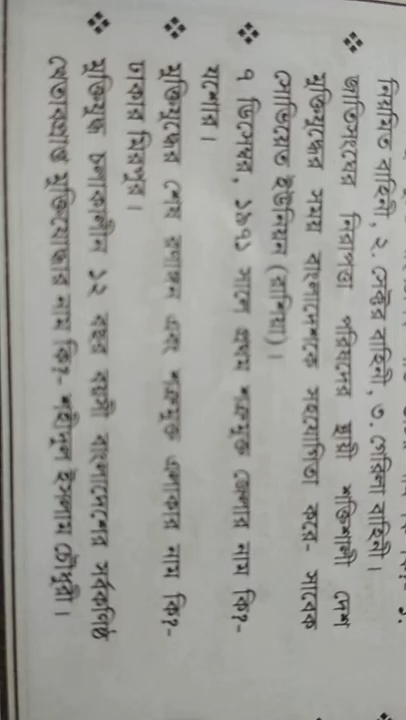 নিয়মিত বাহিনী, ২. সেক্টর বাহিনী, ৩. গেরিলা বাহিনী।
❖ জাতিসংঘের নিরাপত্তা পরিষদের স্থায়ী শক্তিশালী দেশ
মুক্তিযুদ্ধের সময় বাংলাদেশকে সহযোগিতা করে- সাবেক
সোভিয়েত ইউনিয়ন (রাশিয়া)।
❖ ৭ ডিসেম্বর, ১৯৭১ সালে প্রথম শত্রুমুক্ত জেলার নাম কি?-
যশোর।
❖ মুক্তিযুদ্ধের শেষ রণাঙ্গন এবং শত্রুমুক্ত এলাকার নাম কি?-
ঢাকার মিরপুর।
❖ মুক্তিযুদ্ধ চলাকালীন ১২ বছর বয়সী বাংলাদেশের সর্বকনিষ্ঠ
খেতাবপ্রাপ্ত মুক্তিযোদ্ধার নাম কি?- শহীদুল ইসলাম চৌধুরী।